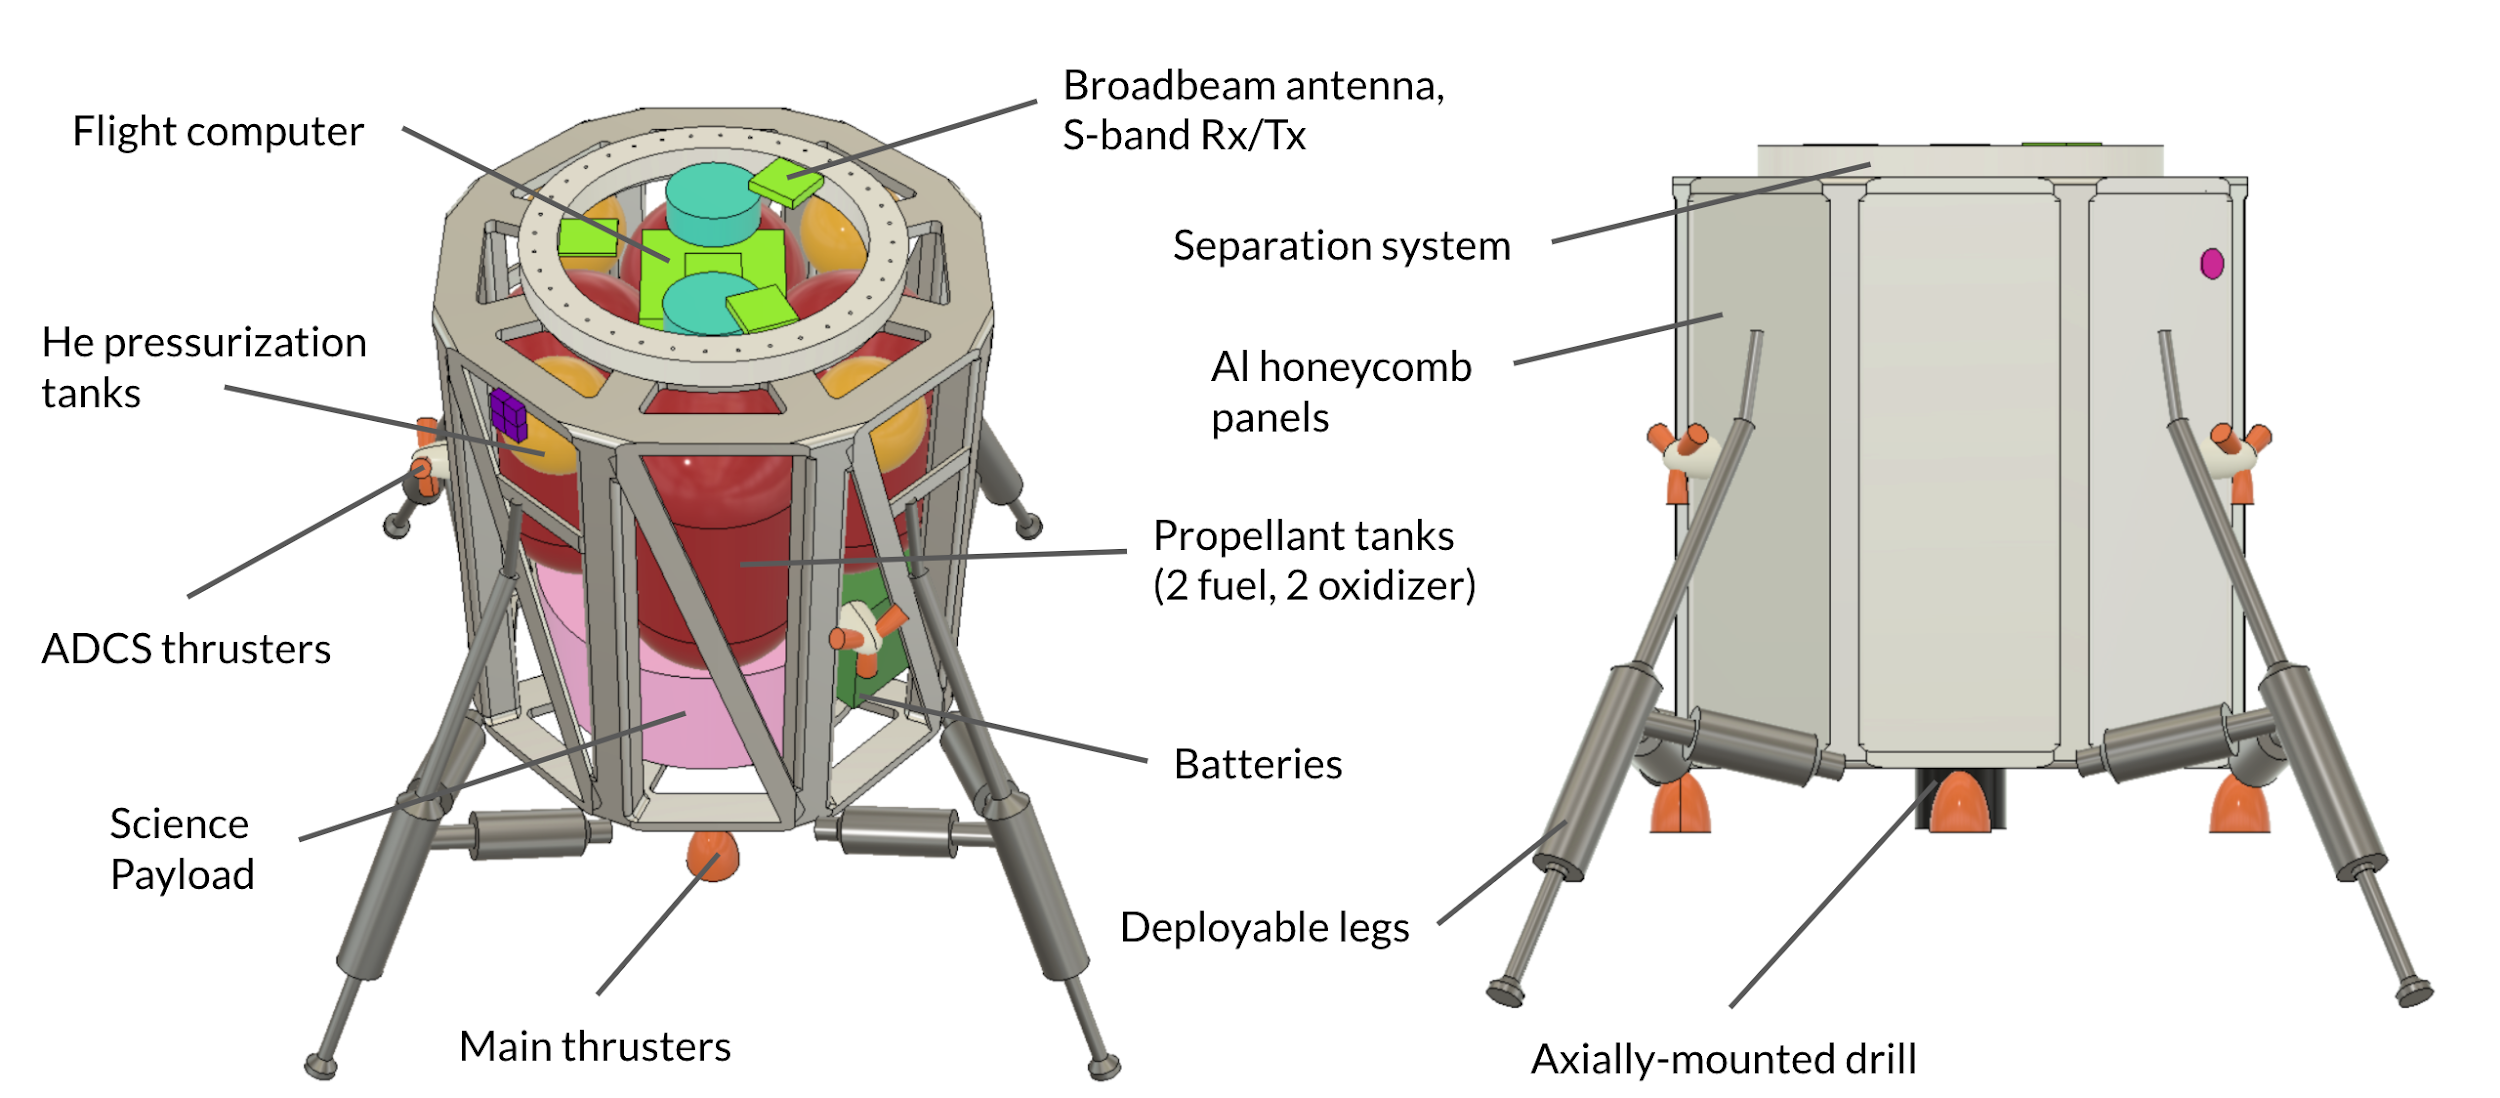 Flight computer
Broadbeam antenna,
S-band Rx/Tx
Separation system
He pressurization
tanks
Al honeycomb
panels
Propellant tanks
(2 fuel, 2 oxidizer)
ADCS thrusters
Batteries
Science
Payload
Deployable legs
Main thrusters
Axially-mounted drill